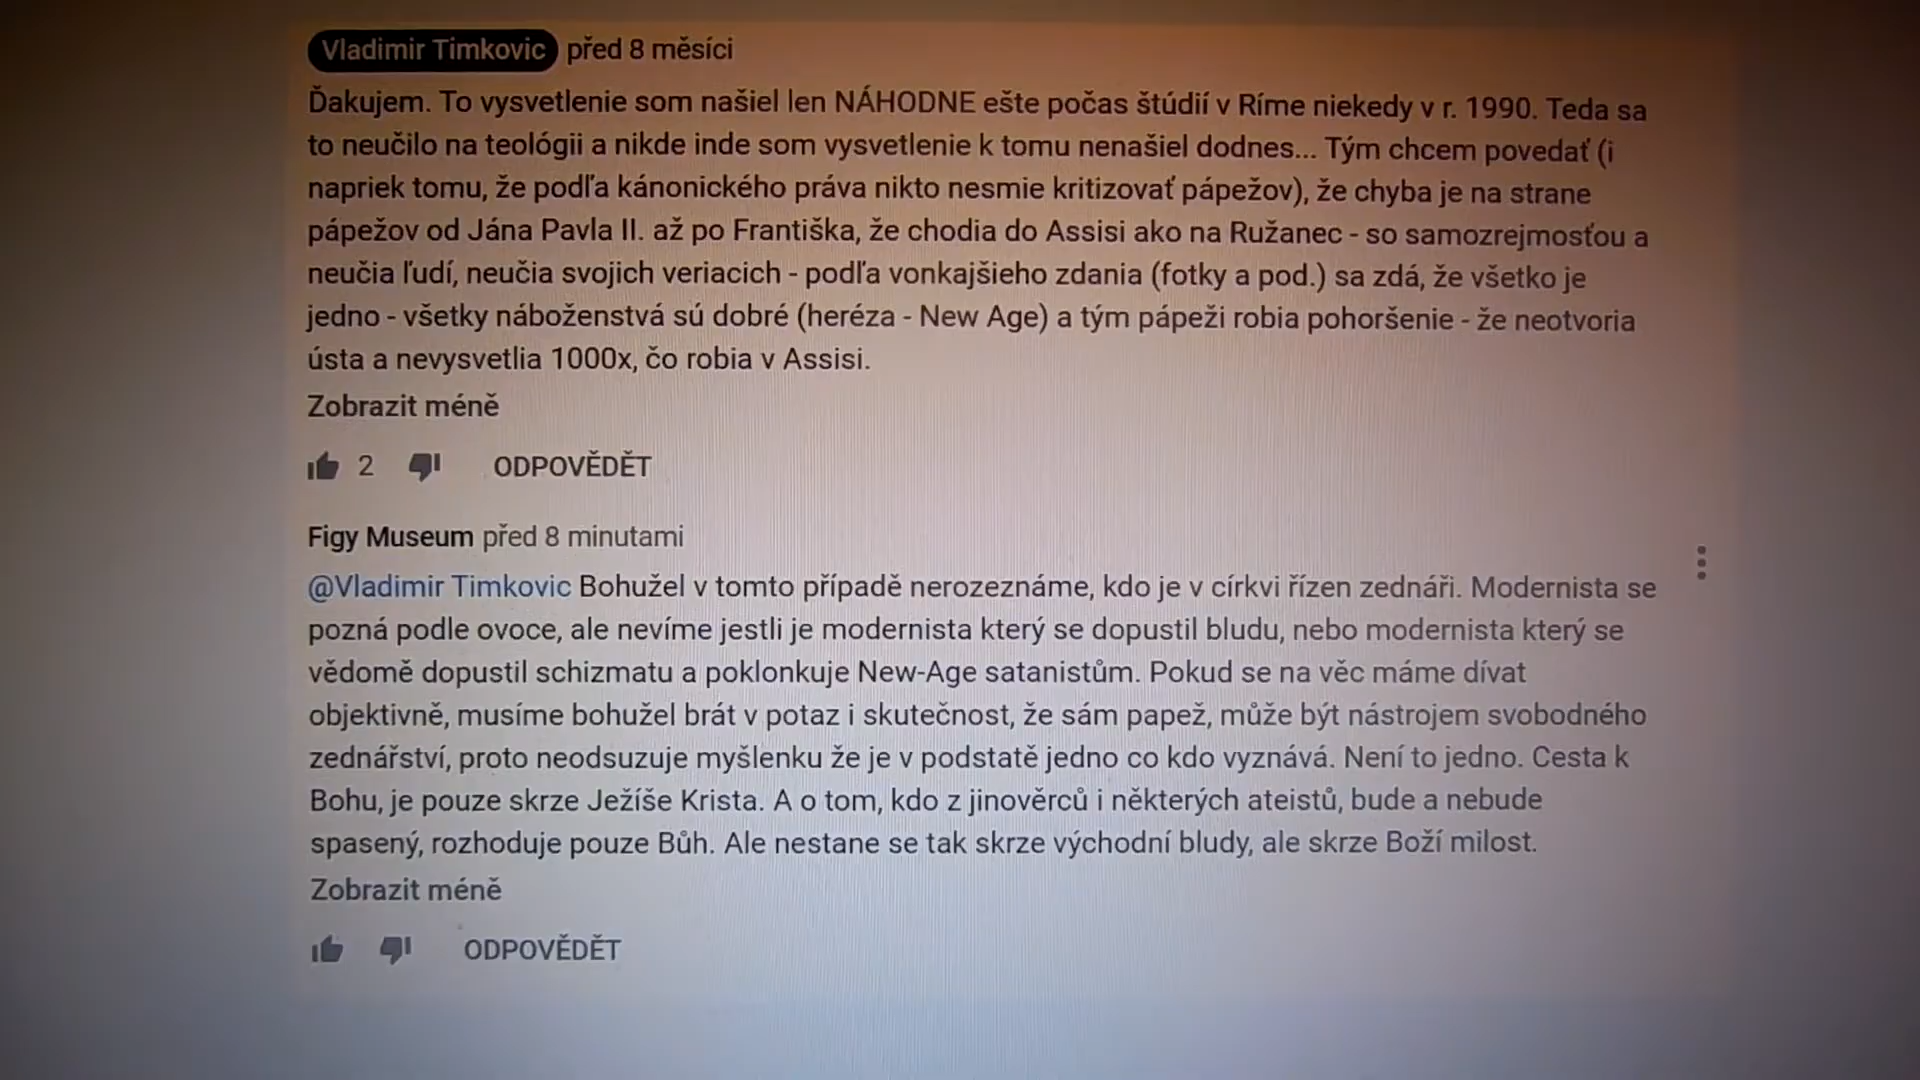 Vladimir Timkovic před 8 měsíci
Ďakujem. To vysvetlenie som našiel len NÁHODNE ešte počas štúdií v Ríme niekedy v r. 1990. Teda sa
to neučilo na teológii a nikde inde som vysvetlenie k tomu nenašiel dodnes... Tým chcem povedať (i
napriek tomu, že podľa kánonického práva nikto nesmie kritizovať pápežov), že chyba je na strane
pápežov od Jána Pavla II. až po Františka, že chodia do Assisi ako na Ružanec - so samozrejmosťou a
neučia ľudí, neučia svojich veriacich - podľa vonkajšieho zdania (fotky a pod.) sa zdá, že všetko je
jedno - všetky náboženstvá sú dobré (heréza - New Age) a tým pápeži robia pohoršenie - že neotvoria
ústa a nevysvetlia 1000x, čo robia v Assisi.
Zobrazit méně
2 ODPOVĚDĚT
Figy Museum před 8 minutami
@Vladimir Timkovic Bohužel v tomto případě nerozeznáme, kdo je v církvi řízen zednáři. Modernista se
pozná podle ovoce, ale nevíme jestli je modernista který se dopustil bludu, nebo modernista který se
vědomě dopustil schizmatu a poklonkuje New-Age satanistům. Pokud se na věc máme dívat
objektivně, musíme bohužel brát v potaz i skutečnost, že sám papež, může být nástrojem svobodného
zednářství, proto neodsuzuje myšlenku že je v podstatě jedno co kdo vyznává. Není to jedno. Cesta k
Bohu, je pouze skrze Ježíše Krista. A o tom, kdo z jinověrců i některých ateistů, bude a nebude
spasený, rozhoduje pouze Bůh. Ale nestane se tak skrze východní bludy, ale skrze Boží milost.
Zobrazit méně
ODPOVĚDĚT